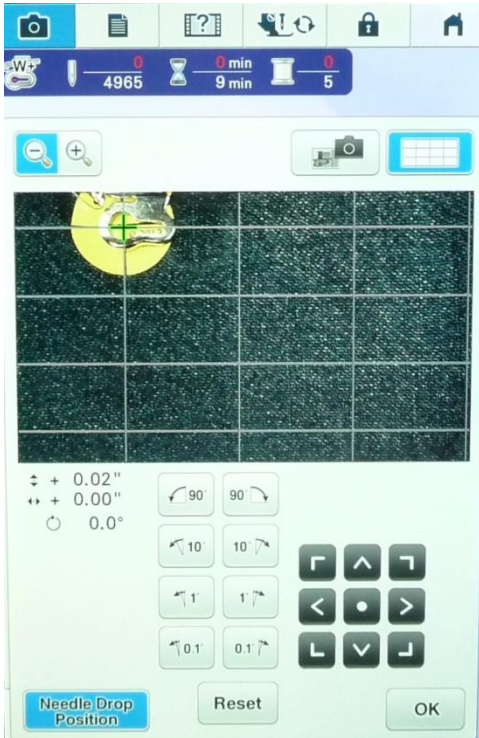 ?
W+
0
4965
0 min
9 min
0
5
+ 0.02"
+ 0.00"
0.0°
90°
90°
10°
10°
1°
1°
0.1°
0.1°
Needle Drop
Position
Reset
OK